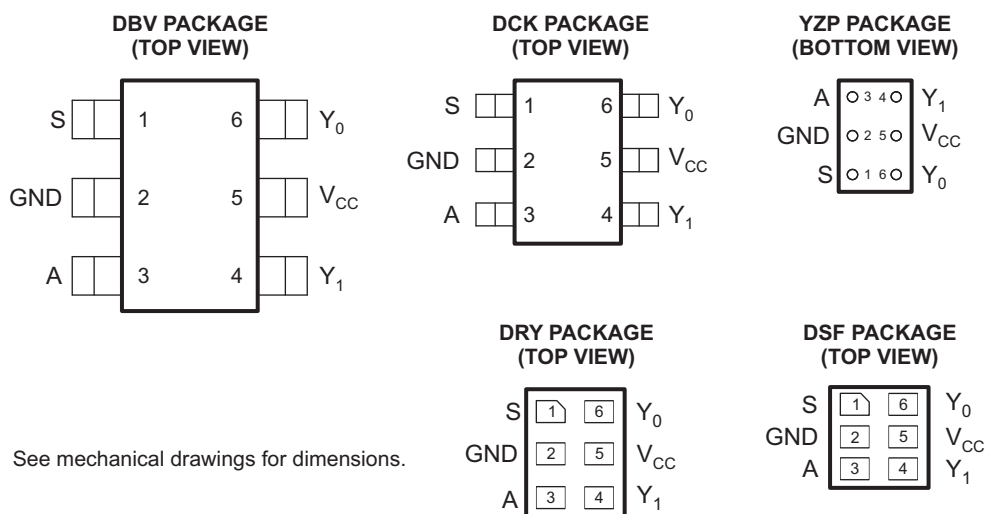 DBV PACKAGE
(TOP VIEW)
S 1 6 Y0
GND 2 5 VCC
A 3 4 Y1
DCK PACKAGE
(TOP VIEW)
S 1 6 Y0
GND 2 5 VCC
A 3 4 Y1
YZP PACKAGE
(BOTTOM VIEW)
A 3 4 Y1
GND 2 5 VCC
S 1 6 Y0
See mechanical drawings for dimensions.
DRY PACKAGE
(TOP VIEW)
S 1 6 Y0
GND 2 5 VCC
A 3 4 Y1
DSF PACKAGE
(TOP VIEW)
S 1 6 Y0
GND 2 5 VCC
A 3 4 Y1